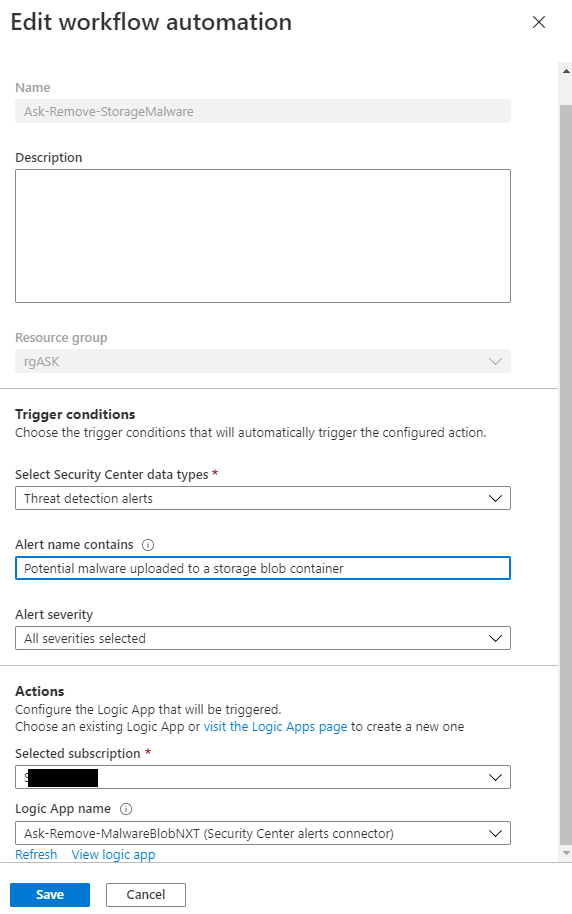 Edit workflow automation
Name
Ask-Remove-StorageMalware
Description
Resource group
rgASK
Trigger conditions
Choose the trigger conditions that will automatically trigger the configured action.
Select Security Center data types *
Threat detection alerts
Alert name contains
Potential malware uploaded to a storage blob container
Alert severity
All severities selected
Actions
Configure the Logic App that will be triggered.
Choose an existing Logic App or visit the Logic Apps page to create a new one
Selected subscription *
Logic App name
Ask-Remove-MalwareBlobNXT (Security Center alerts connector)
Refresh View logic app
Save Cancel